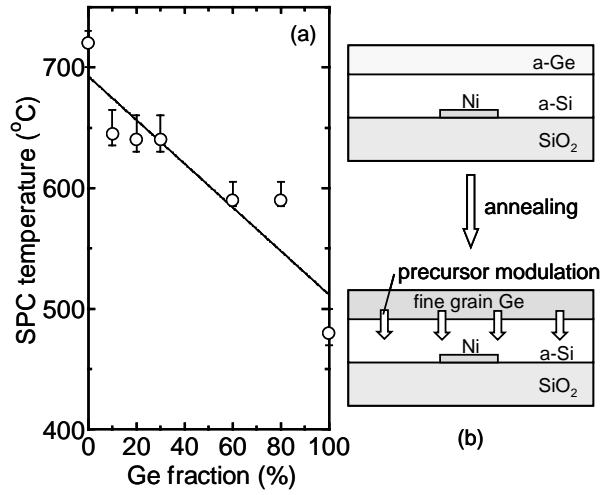 (a)
SPC temperature (°C)
700
600
500
400
0 20 40 60 80 100
Ge fraction (%)
a-Ge
Ni
a-Si
SiO₂
annealing
precursor modulation
fine grain Ge
Ni
a-Si
SiO₂
(b)